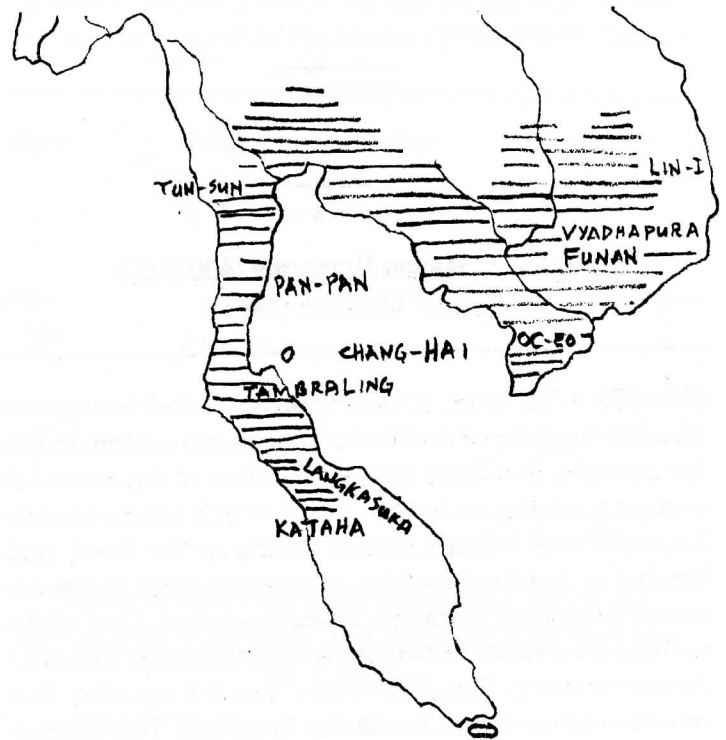 LIN-I
TUN-SUN
VYADHAPURA
FUNAN
PAN-PAN
OC-EO
CHANG-HAI
TAMBRALING
LANGKASUKA
KATAHA